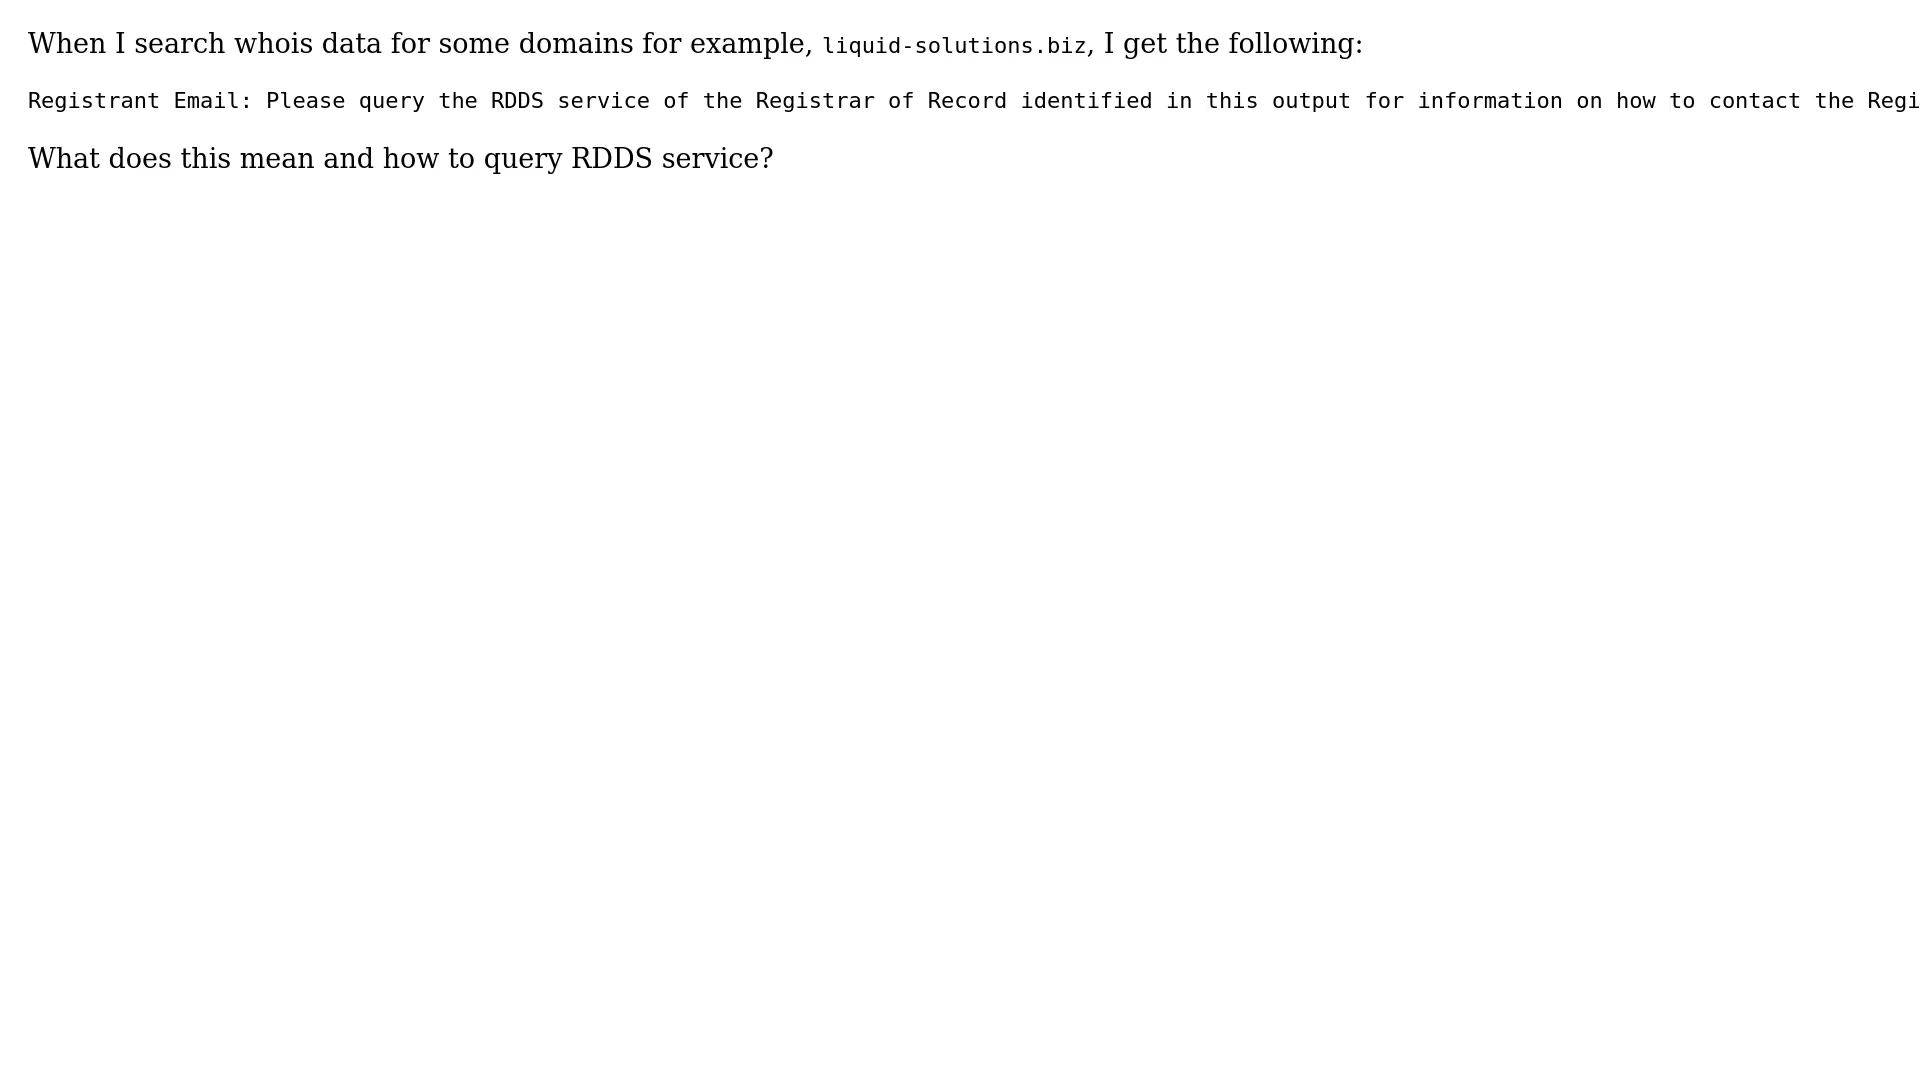 When I search whois data for some domains for example, liquid-solutions.biz, I get the following:
Registrant Email: Please query the RDDS service of the Registrar of Record identified in this output for information on how to contact the Regi
What does this mean and how to query RDDS service?